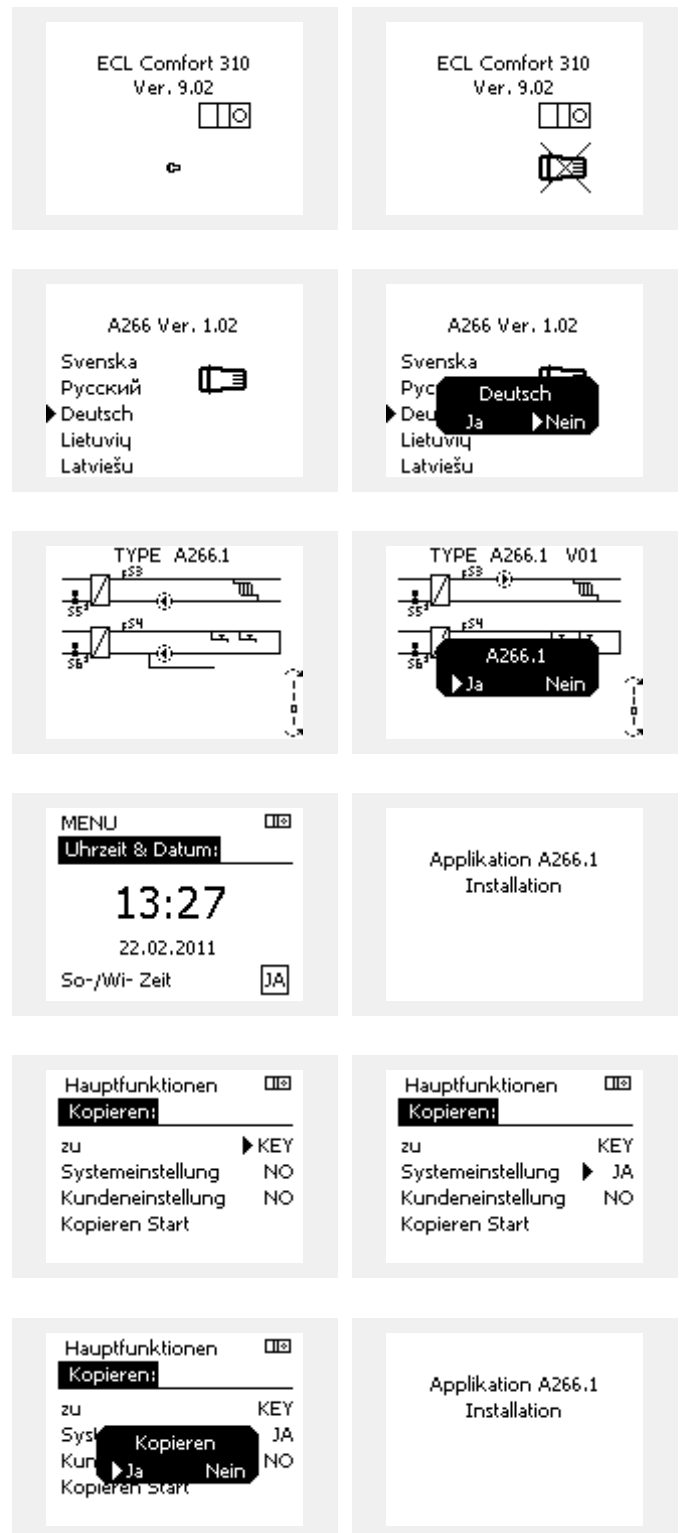 ECL Comfort 310
Ver. 9.02
ECL Comfort 310
Ver. 9.02
A266 Ver. 1.02
Svenska
Русский
Deutsch
Lietuvių
Latviešu
A266 Ver. 1.02
Svenska
Deutsch
Ja Nein
Lietuvių
Latviešu
TYPE A266.1
S3
S5
S4
S6
TYPE A266.1 V01
S3
S5
S4
S6
A266.1
Ja Nein
MENU
Uhrzeit & Datum:
13:27
22.02.2011
So-/Wi- Zeit JA
Applikation A266.1
Installation
Hauptfunktionen
Kopieren:
zu KEY
Systemeinstellung NO
Kundeneinstellung NO
Kopieren Start
Hauptfunktionen
Kopieren:
zu KEY
Systemeinstellung JA
Kundeneinstellung NO
Kopieren Start
Hauptfunktionen
Kopieren:
zu KEY
JA
Kopieren
NO
Ja Nein
Kopieren Start
Applikation A266.1
Installation